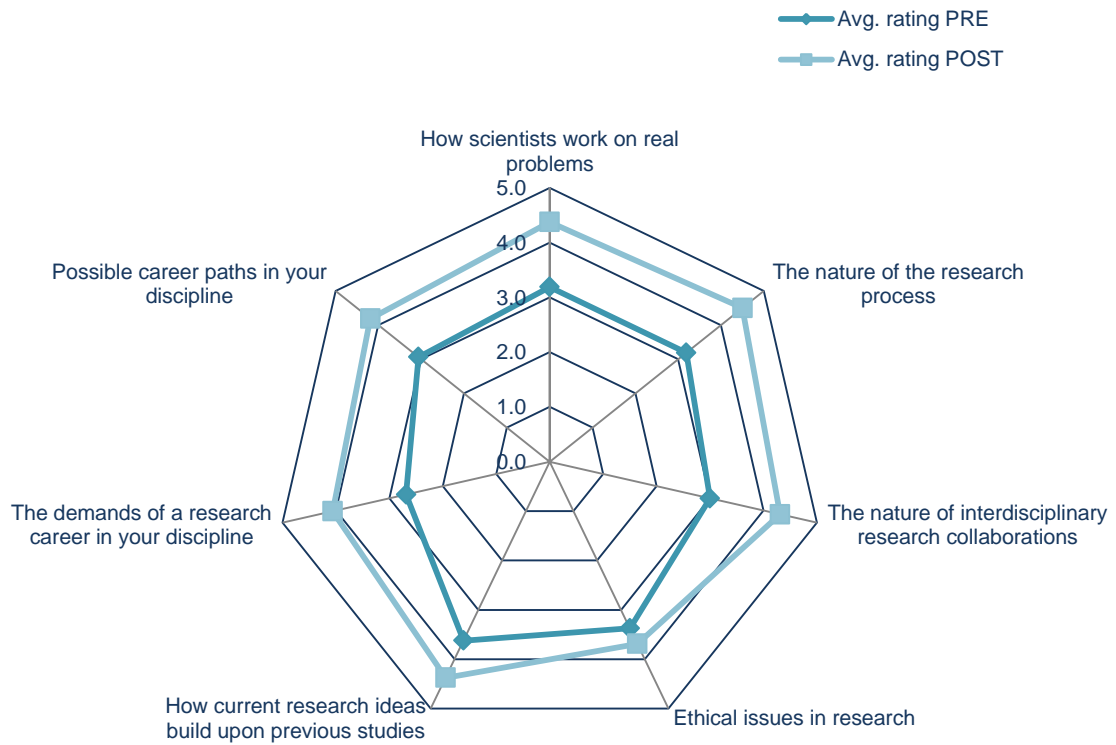 Avg. rating PRE
Avg. rating POST
How scientists work on real
problems
5.0
4.0
3.0
2.0
1.0
0.0
Possible career paths in your
discipline
The nature of the research
process
The demands of a research
career in your discipline
The nature of interdisciplinary
research collaborations
How current research ideas
build upon previous studies
Ethical issues in research